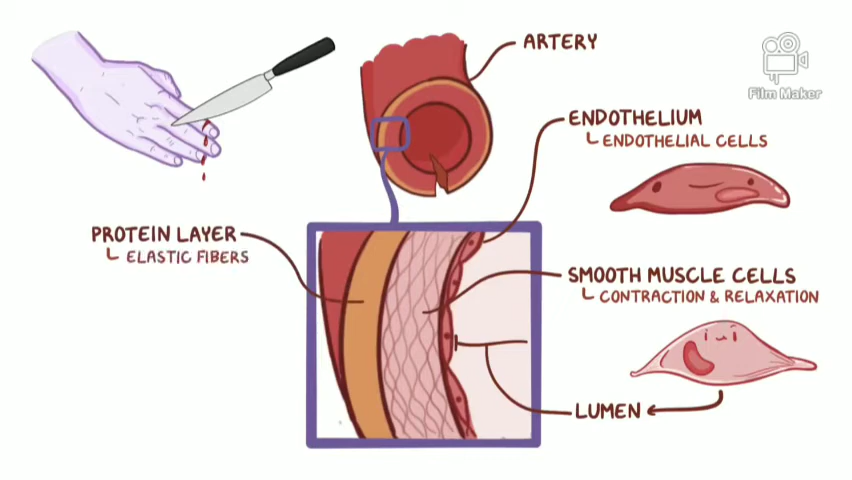 ARTERY
Film Maker
ENDOTHELIUM
ENDOTHELIAL CELLS
PROTEIN LAYER
ELASTIC FIBERS
SMOOTH MUSCLE CELLS
CONTRACTION & RELAXATION
LUMEN